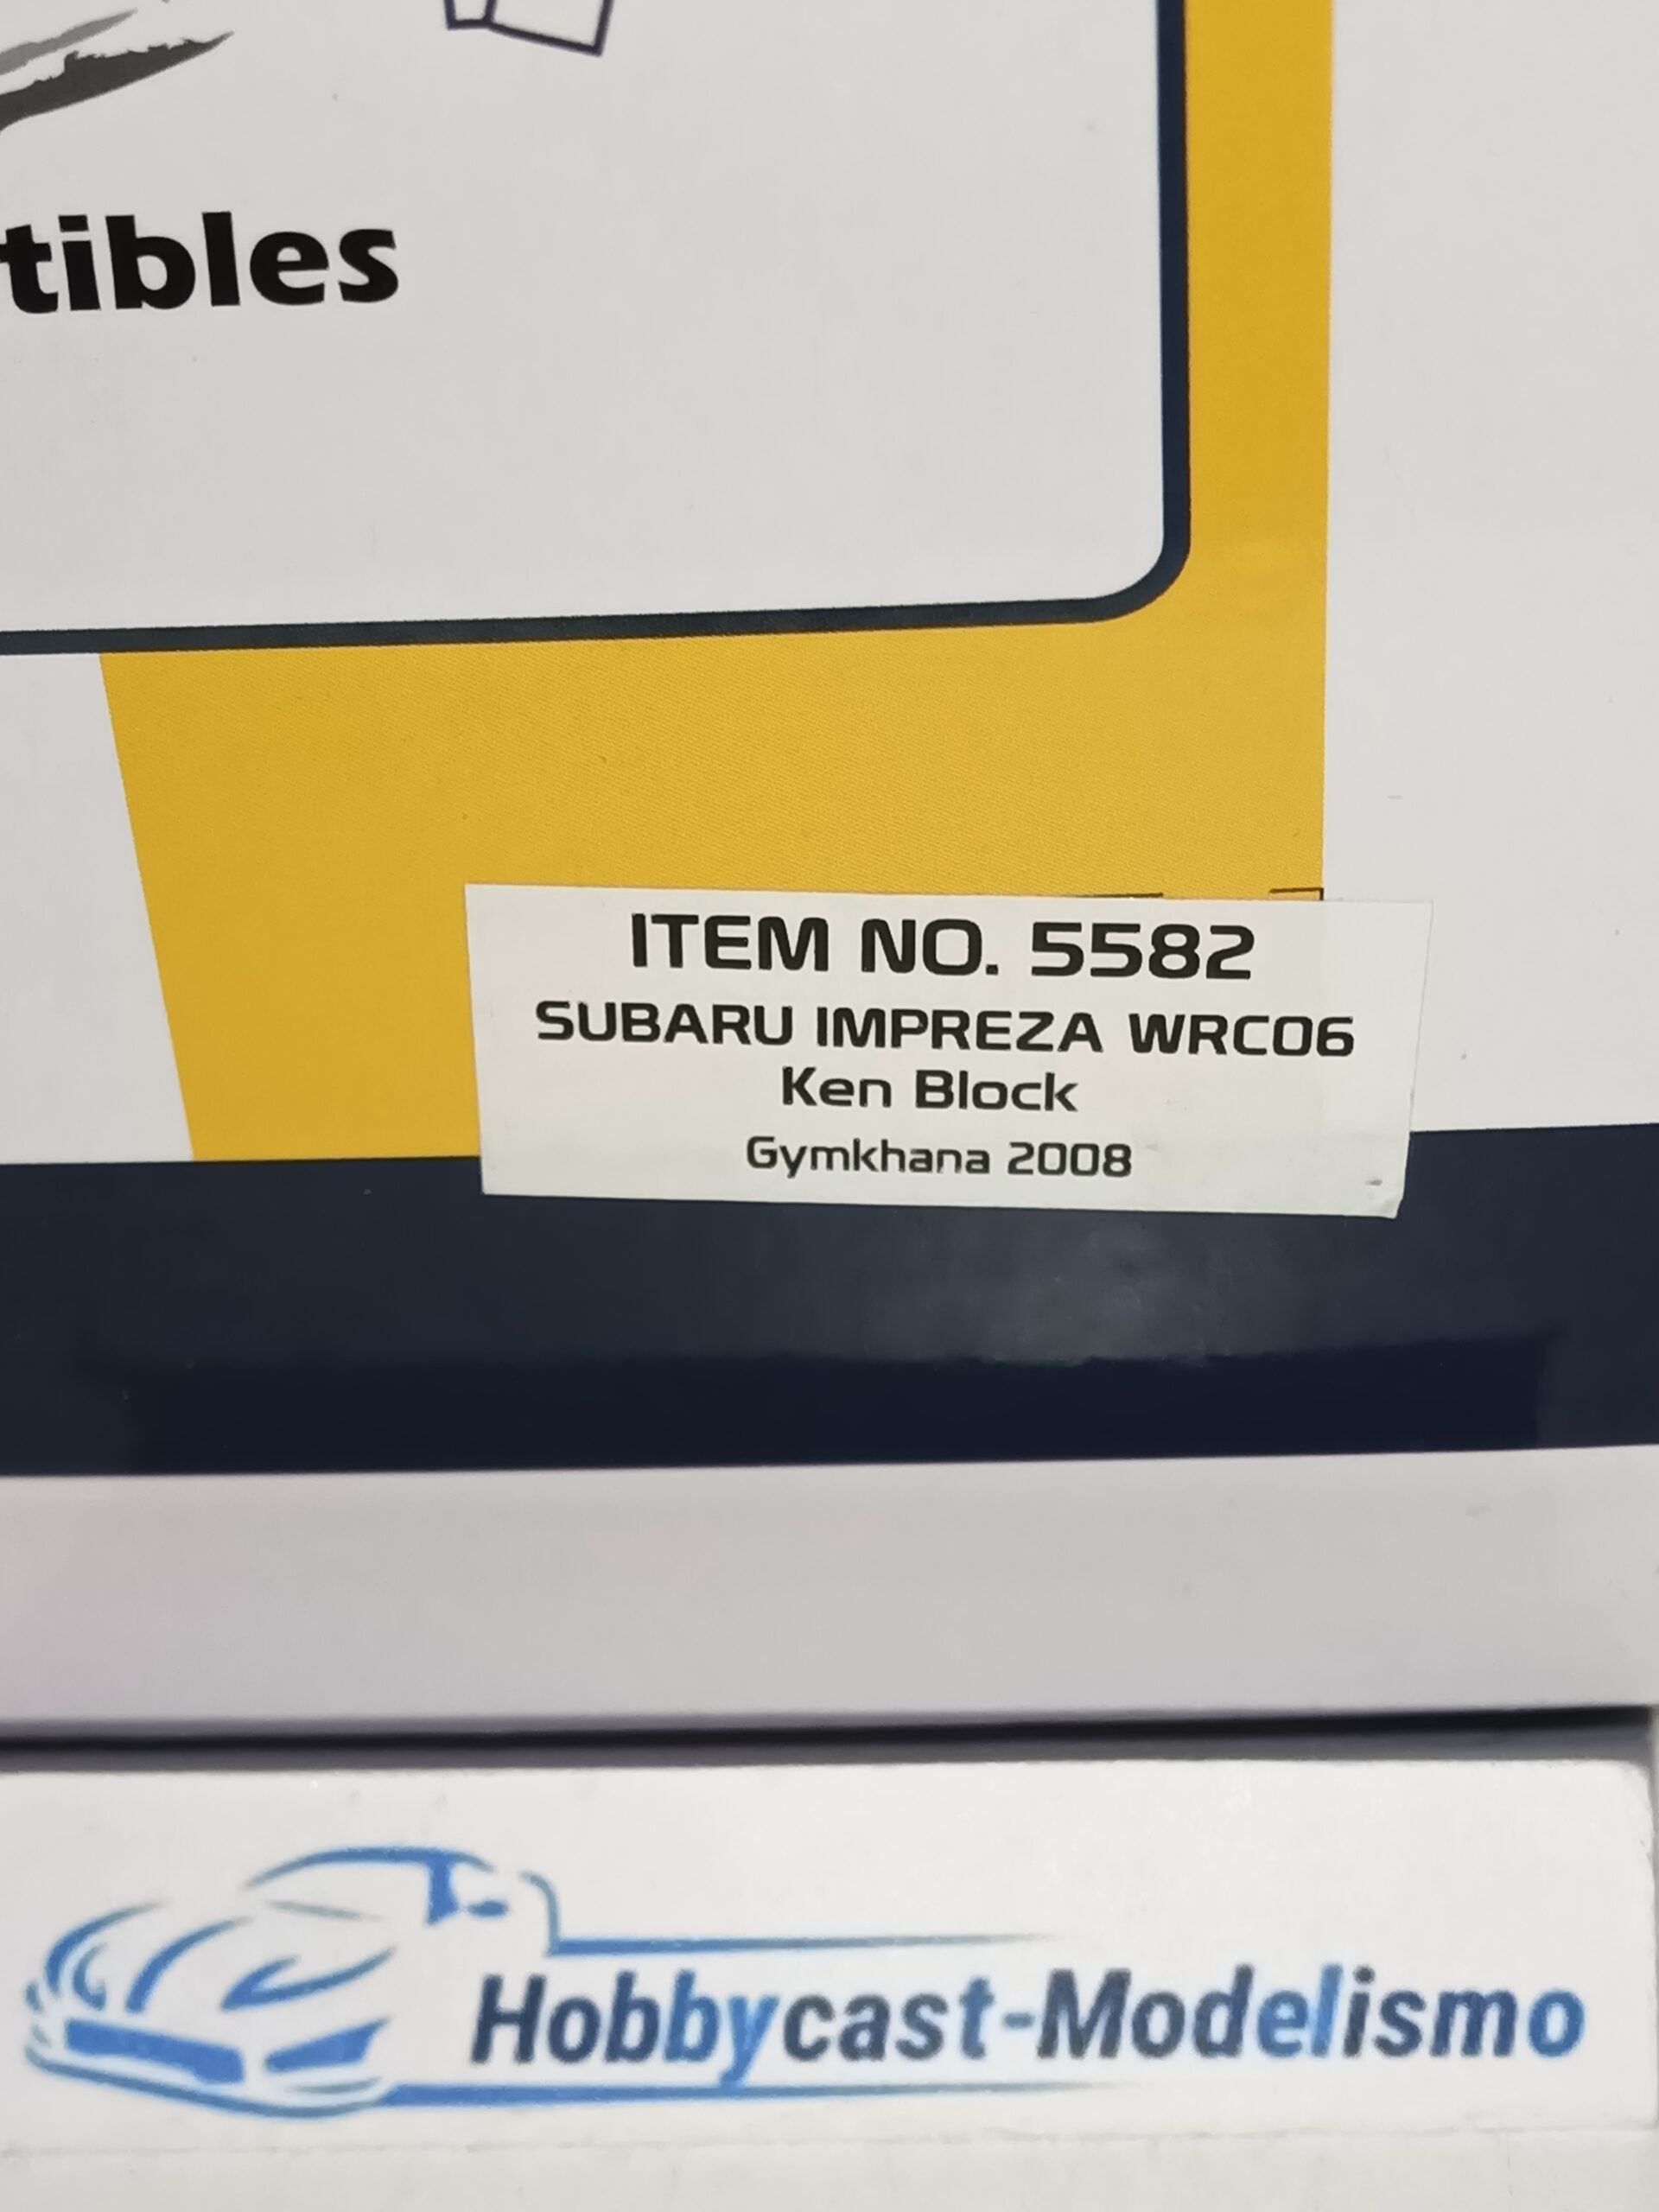 tibles
ITEM NO. 5582
SUBARU IMPREZA WRC06
Ken Block
Gymkhana 2008
Hobbycast-Modelismo